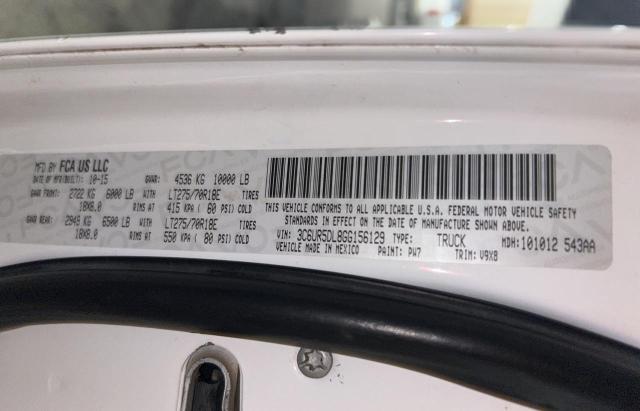 MFD BY FCA US LLC
DATE OF MFR(BUILT): 10-15 GVWR: 4536 KG 10000 LB
GAWR FRONT: 2722 KG 6000 LB WITH LT275/70R18E TIRES
18X8.0 RIMS AT 415 KPA ( 60 PSI) COLD
GAWR REAR: 2948 KG 6500 LB WITH LT275/70R18E TIRES
18X8.0 RIMS AT 550 KPA ( 80 PSI) COLD
THIS VEHICLE CONFORMS TO ALL APPLICABLE U.S.A. FEDERAL MOTOR VEHICLE SAFETY
STANDARDS IN EFFECT ON THE DATE OF MANUFACTURE SHOWN ABOVE.
VIN: 3C6UR5DL8GG156129 TYPE: TRUCK MDH: 101012 543AA
VEHICLE MADE IN MEXICO PAINT: PW7 TRIM: V9X8